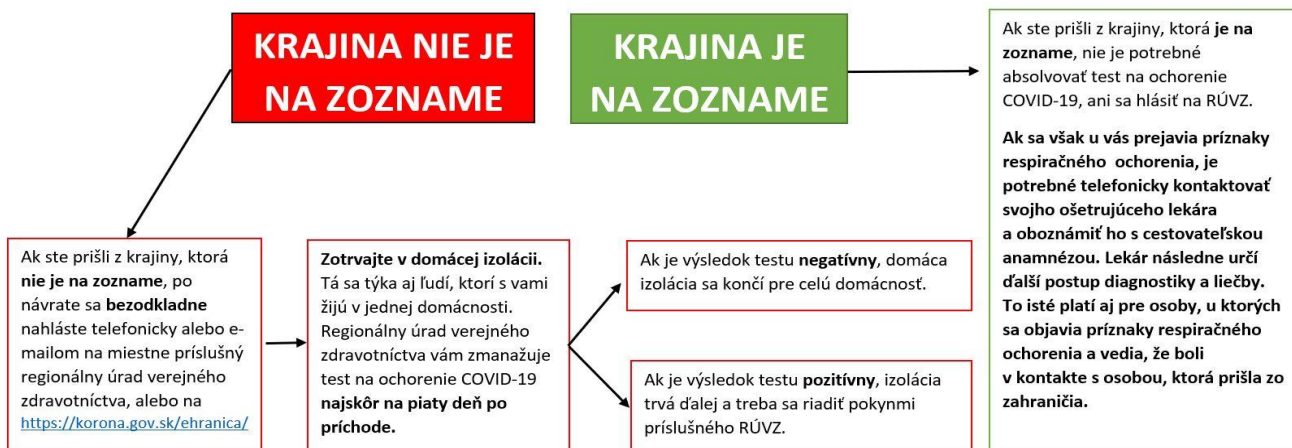 KRAJINA NIE JE
NA ZOZNAME
KRAJINA JE
NA ZOZNAME
Ak ste prišli z krajiny, ktorá je na
zozname, nie je potrebné
absolvovať test na ochorenie
COVID-19, ani sa hlásiť na RÚVZ.
Ak sa však u vás prejavia príznaky
respiračného ochorenia, je
potrebné telefonicky kontaktovať
svojho ošetrujúceho lekára
a oboznámiť ho s cestovateľskou
anamnézou. Lekár následne určí
ďalší postup diagnostiky a liečby.
To isté platí aj pre osoby, u ktorých
sa objavia príznaky respiračného
ochorenia a vedia, že boli
v kontakte s osobou, ktorá prišla zo
zahraničia.
Ak ste prišli z krajiny, ktorá
nie je na zozname, po
návrate sa bezodkladne
nahláste telefonicky alebo e-
mailom na miestne príslušný
regionálny úrad verejného
zdravotníctva, alebo na
https://korona.gov.sk/ehranica/
Zotrvajte v domácej izolácii.
Tá sa týka aj ľudí, ktorí s vami
žijú v jednej domácnosti.
Regionálny úrad verejného
zdravotníctva vám zmanažuje
test na ochorenie COVID-19
najskôr na piaty deň po
príchode.
Ak je výsledok testu negatívny, domáca
izolácia sa končí pre celú domácnosť.
Ak je výsledok testu pozitívny, izolácia
trvá ďalej a treba sa riadiť pokynmi
príslušného RÚVZ.